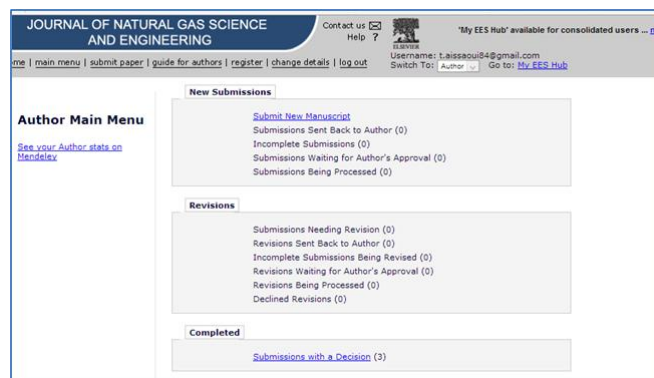 JOURNAL OF NATURAL GAS SCIENCE
AND ENGINEERING
Contact us
Help ?
ELSEVIER
'My EES Hub' available for consolidated users ...
Username: t.aissaoui84@gmail.com
Switch To: Author Go to: My EES Hub
me | main menu | submit paper | guide for authors | register | change details | log out
Author Main Menu
See your Author stats on
Mendeley
New Submissions
Submit New Manuscript
Submissions Sent Back to Author (0)
Incomplete Submissions (0)
Submissions Waiting for Author's Approval (0)
Submissions Being Processed (0)
Revisions
Submissions Needing Revision (0)
Revisions Sent Back to Author (0)
Incomplete Submissions Being Revised (0)
Revisions Waiting for Author's Approval (0)
Revisions Being Processed (0)
Declined Revisions (0)
Completed
Submissions with a Decision (3)